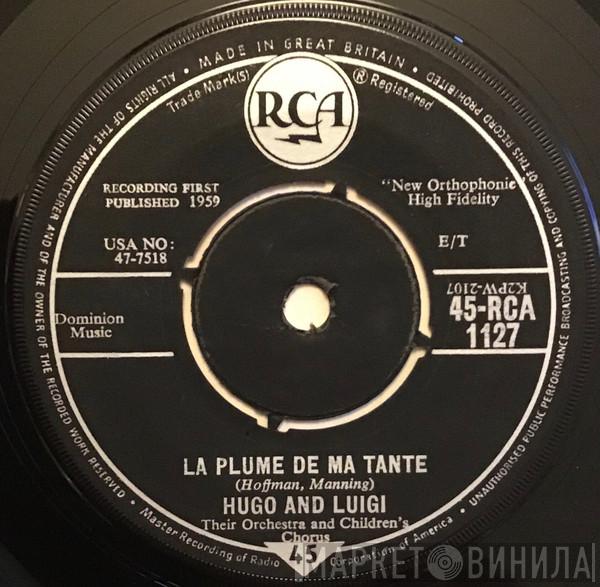 ALL RIGHTS OF THE MANUFACTURER AND OF THE OWNER OF THE RECORDED WORK RESERVED • MADE IN GREAT BRITAIN • UNAUTHORISED PUBLIC PERFORMANCE BROADCASTING AND COPYING OF THIS RECORD PROHIBITED
Trade Mark(s)
RCA
® Registered
RECORDING FIRST
PUBLISHED 1959
"New Orthophonic"
High Fidelity
USA NO:
47-7518
E/T
Dominion
Music
K2PW-2107
45-RCA
1127
LA PLUME DE MA TANTE
(Hoffman, Manning)
HUGO AND LUIGI
Their Orchestra and Children's
Chorus
Master Recording of Radio Corporation of America
45
МАРКЕТ ВИНИЛА